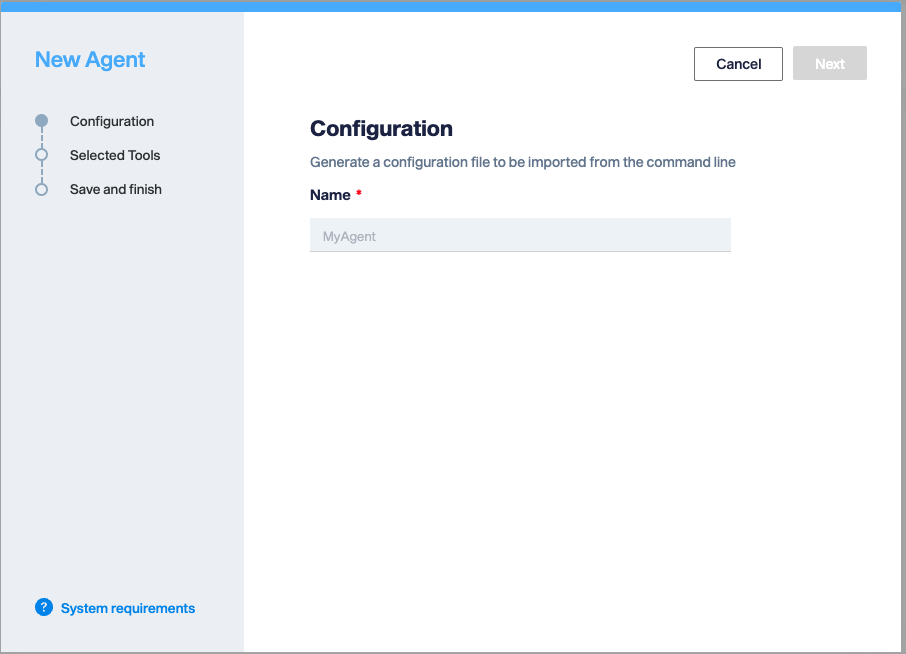 New Agent
Configuration
Selected Tools
Save and finish
? System requirements
Cancel
Next
Configuration
Generate a configuration file to be imported from the command line
Name *
MyAgent